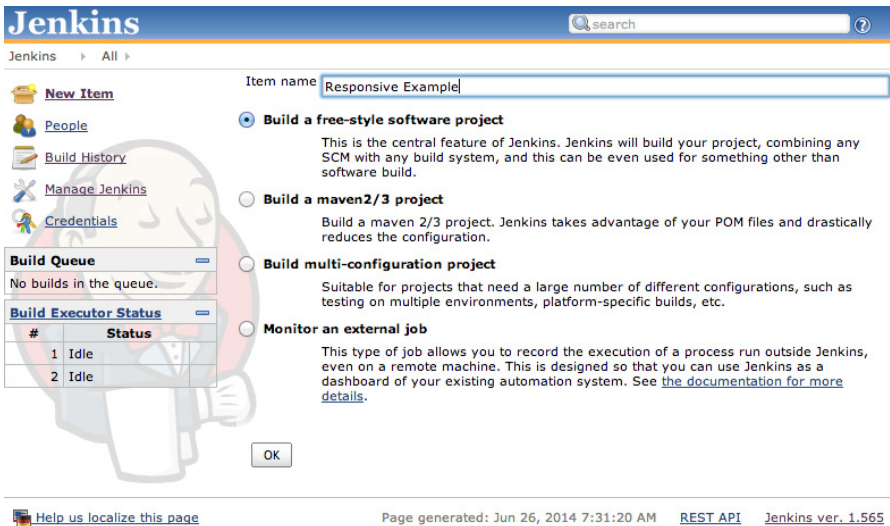 Jenkins
search
Jenkins All
New Item
People
Build History
Manage Jenkins
Credentials
Build Queue
No builds in the queue.
Build Executor Status
# Status
1 Idle
2 Idle
Item name Responsive Example
Build a free-style software project
This is the central feature of Jenkins. Jenkins will build your project, combining any
SCM with any build system, and this can be even used for something other than
software build.
Build a maven2/3 project
Build a maven 2/3 project. Jenkins takes advantage of your POM files and drastically
reduces the configuration.
Build multi-configuration project
Suitable for projects that need a large number of different configurations, such as
testing on multiple environments, platform-specific builds, etc.
Monitor an external job
This type of job allows you to record the execution of a process run outside Jenkins,
even on a remote machine. This is designed so that you can use Jenkins as a
dashboard of your existing automation system. See the documentation for more
details.
OK
Help us localize this page
Page generated: Jun 26, 2014 7:31:20 AM REST API Jenkins ver. 1.565